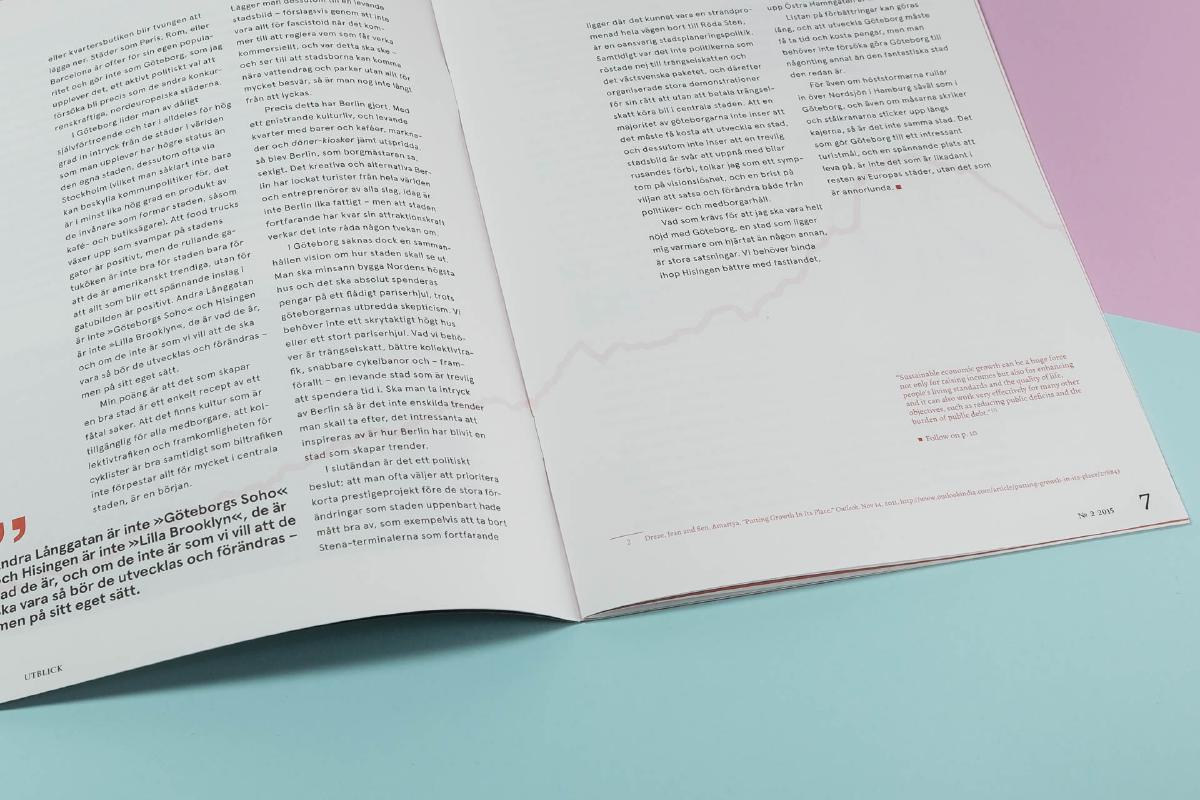 eller kvartersbutiken blir tvungen att
lägga ner. Städer som Paris, Rom, eller
Barcelona är offer för sin egen popula-
ritet och gör inte som Göteborg, som jag
upplever det, ett aktivt politiskt val att
försöka bli precis som de andra konkur-
renskraftiga, nordeuropeiska städerna.
I Göteborg lider man av dåligt
självförtroende och tar i alldeles för hög
grad in intryck från de städer i världen
som man upplever har högre status än
den egna staden, dessutom ofta via
Stockholm (vilket man såklart inte bara
kan beskylla kommunpolitiker för, det
är i minst lika hög grad en produkt av
de invånare som formar staden, såsom
kafé- och butiksägare). Att food trucks
växer upp som svampar på stadens
gator är positivt, men de rullande ga-
tuköken är inte bra för staden bara för
att de är amerikanskt trendiga, utan för
att allt som blir ett spännande inslag i
gatubilden är positivt. Andra Långgatan
är inte »Göteborgs Soho« och Hisingen
är inte »Lilla Brooklyn«, de är vad de är,
och om de inte är som vi vill att de ska
vara så bör de utvecklas och förändras –
men på sitt eget sätt.
Min poäng är att det som skapar
en bra stad är ett enkelt recept av ett
fåtal saker. Att det finns kultur som är
tillgänglig för alla medborgare, att kol-
lektivtrafiken och framkomligheten för
cyklister är bra samtidigt som biltrafiken
inte förpestar allt för mycket i centrala
staden, är en början.
ndra Långgatan är inte »Göteborgs Soho«
ch Hisingen är inte »Lilla Brooklyn«, de är
ad de är, och om de inte är som vi vill att de
ka vara så bör de utvecklas och förändras –
men på sitt eget sätt.
UTBLICK
Lägger man dessutom till en levande
stadsbild – förslagsvis genom att inte
vara allt för fascistoid när det kom-
mer till att reglera vem som får verka
kommersiellt, och var detta ska ske –
och ser till att stadsborna kan komma
nära vattendrag och parker utan allt för
mycket besvär, så är man nog inte långt
från att lyckas.
Precis detta har Berlin gjort. Med
ett gnistrande kulturliv, och levande
kvarter med barer och kaféer, markna-
der och döner-kiosker jämt utspridda,
så blev Berlin, som borgmästaren sa,
sexigt. Det kreativa och alternativa Ber-
lin har lockat turister från hela världen
och entreprenörer av alla slag, idag är
inte Berlin lika fattigt – men att staden
fortfarande har kvar sin attraktionskraft
verkar det inte råda någon tvekan om.
I Göteborg saknas dock en samman-
hållen vision om hur staden skall se ut.
Man ska minsann bygga Nordens högsta
hus och det ska absolut spenderas
pengar på ett flådigt pariserhjul, trots
göteborgarnas utbredda skepticism. Vi
behöver inte ett skrytaktigt högt hus
eller ett stort pariserhjul. Vad vi behö-
ver är trängselskatt, bättre kollektivtra-
fik, snabbare cykelbanor och – fram-
förallt – en levande stad som är trevlig
att spendera tid i. Ska man ta intryck
av Berlin så är det inte enskilda trender
man skall ta efter, det intressanta att
inspireras av är hur Berlin har blivit en
stad som skapar trender.
I slutändan är det ett politiskt
beslut: att man ofta väljer att prioritera
korta prestigeprojekt före de stora för-
ändringar som staden uppenbart hade
mått bra av, som exempelvis att ta bort
Stena-terminalerna som fortfarande
ligger där det kunnat vara en strandpro-
menad hela vägen bort till Röda Sten,
är en oansvarig stadsplaneringspolitik.
Samtidigt var det inte politikerna som
röstade nej till trängselskatten och
det västsvenska paketet, och därefter
organiserade stora demonstrationer
för sin rätt att utan att betala trängsel-
skatt köra bil i centrala staden. Att en
majoritet av göteborgarna inte inser att
det måste få kosta att utveckla en stad,
och dessutom inte inser att en trevlig
stadsbild är svår att uppnå med bilar
rusandes förbi, tolkar jag som ett symp-
tom på visionslöshet, och en brist på
viljan att satsa och förändra både från
politiker- och medborgarhåll.
Vad som krävs för att jag ska vara helt
nöjd med Göteborg, en stad som ligger
mig varmare om hjärtat än någon annan,
är stora satsningar. Vi behöver binda
ihop Hisingen bättre med fastlandet,
upp Östra Hamngatan
Listan på förbättringar kan göras
lång, och att utveckla Göteborg måste
få ta tid och kosta pengar, men man
behöver inte försöka göra Göteborg till
någonting annat än den fantastiska stad
den redan är.
För även om höststormarna rullar
in över Nordsjön i Hamburg såväl som i
Göteborg, och även om måsarna skriker
och stålkranarna sticker upp längs
kajerna, så är det inte samma stad. Det
som gör Göteborg till ett intressant
turistmål, och en spännande plats att
leva på, är inte det som är likadant i
resten av Europas städer, utan det som
är annorlunda.
"Sustainable economic growth can be a huge force
not only for raising incomes but also for enhancing
people's living standards and the quality of life,
and it can also work very effectively for many other
objectives, such as reducing public deficits and the
burden of public debt."
Follow on p. 10
2 Dreze, Jean and Sen, Amartya. "Putting Growth In Its Place." Outlook. Nov 14, 2011. http://www.outlookindia.com/article/putting-growth-in-its-place/278843
Nº 2 2015 7